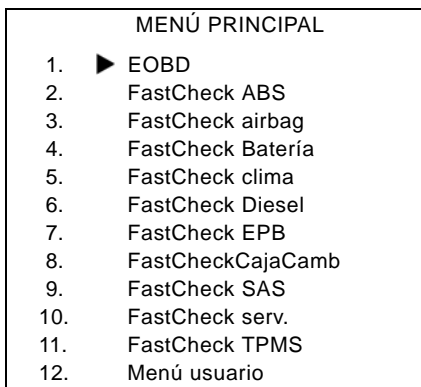 MENÚ PRINCIPAL
1. EOBD
2. FastCheck ABS
3. FastCheck airbag
4. FastCheck Batería
5. FastCheck clima
6. FastCheck Diesel
7. FastCheck EPB
8. FastCheckCajaCamb
9. FastCheck SAS
10. FastCheck serv.
11. FastCheck TPMS
12. Menú usuario